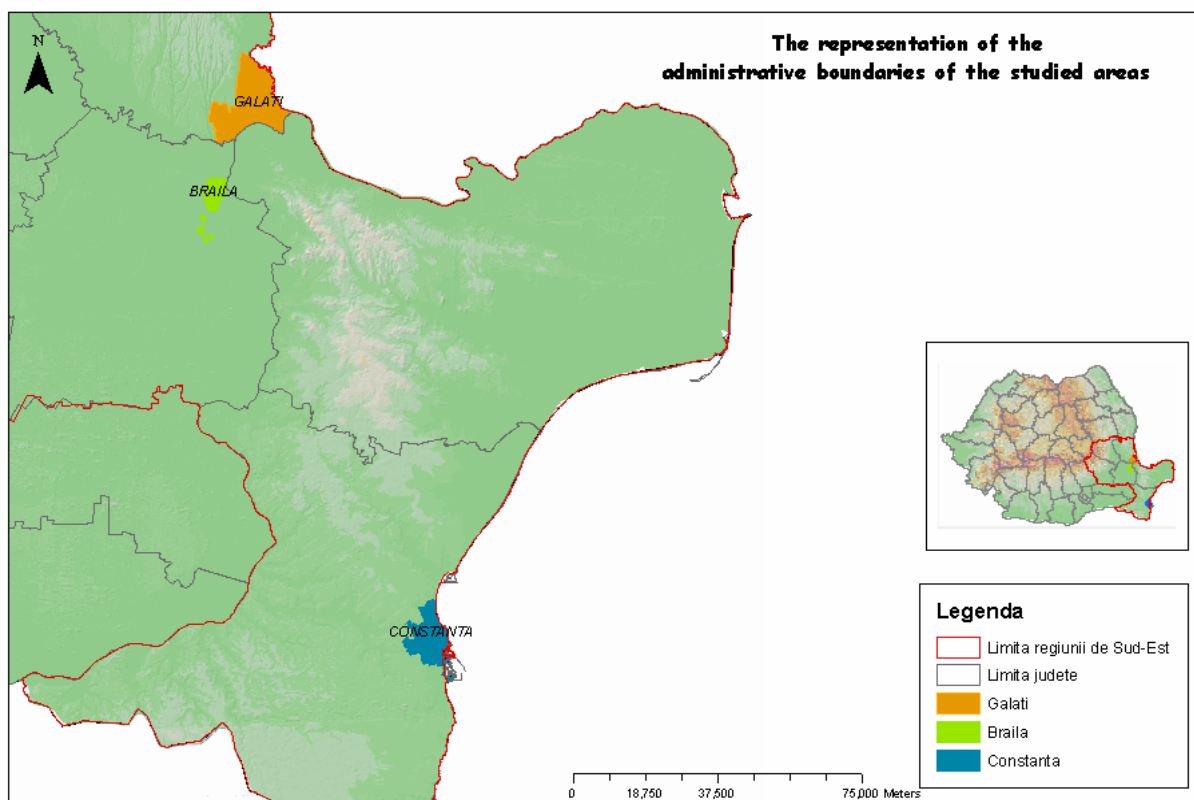 The representation of the
administrative boundaries of the studied areas
N
GALATI
BRAILA
CONSTANTA
Legenda
Limita regiunii de Sud-Est
Limita judete
Galati
Braila
Constanta
0 18,750 37,500 75,000 Meters